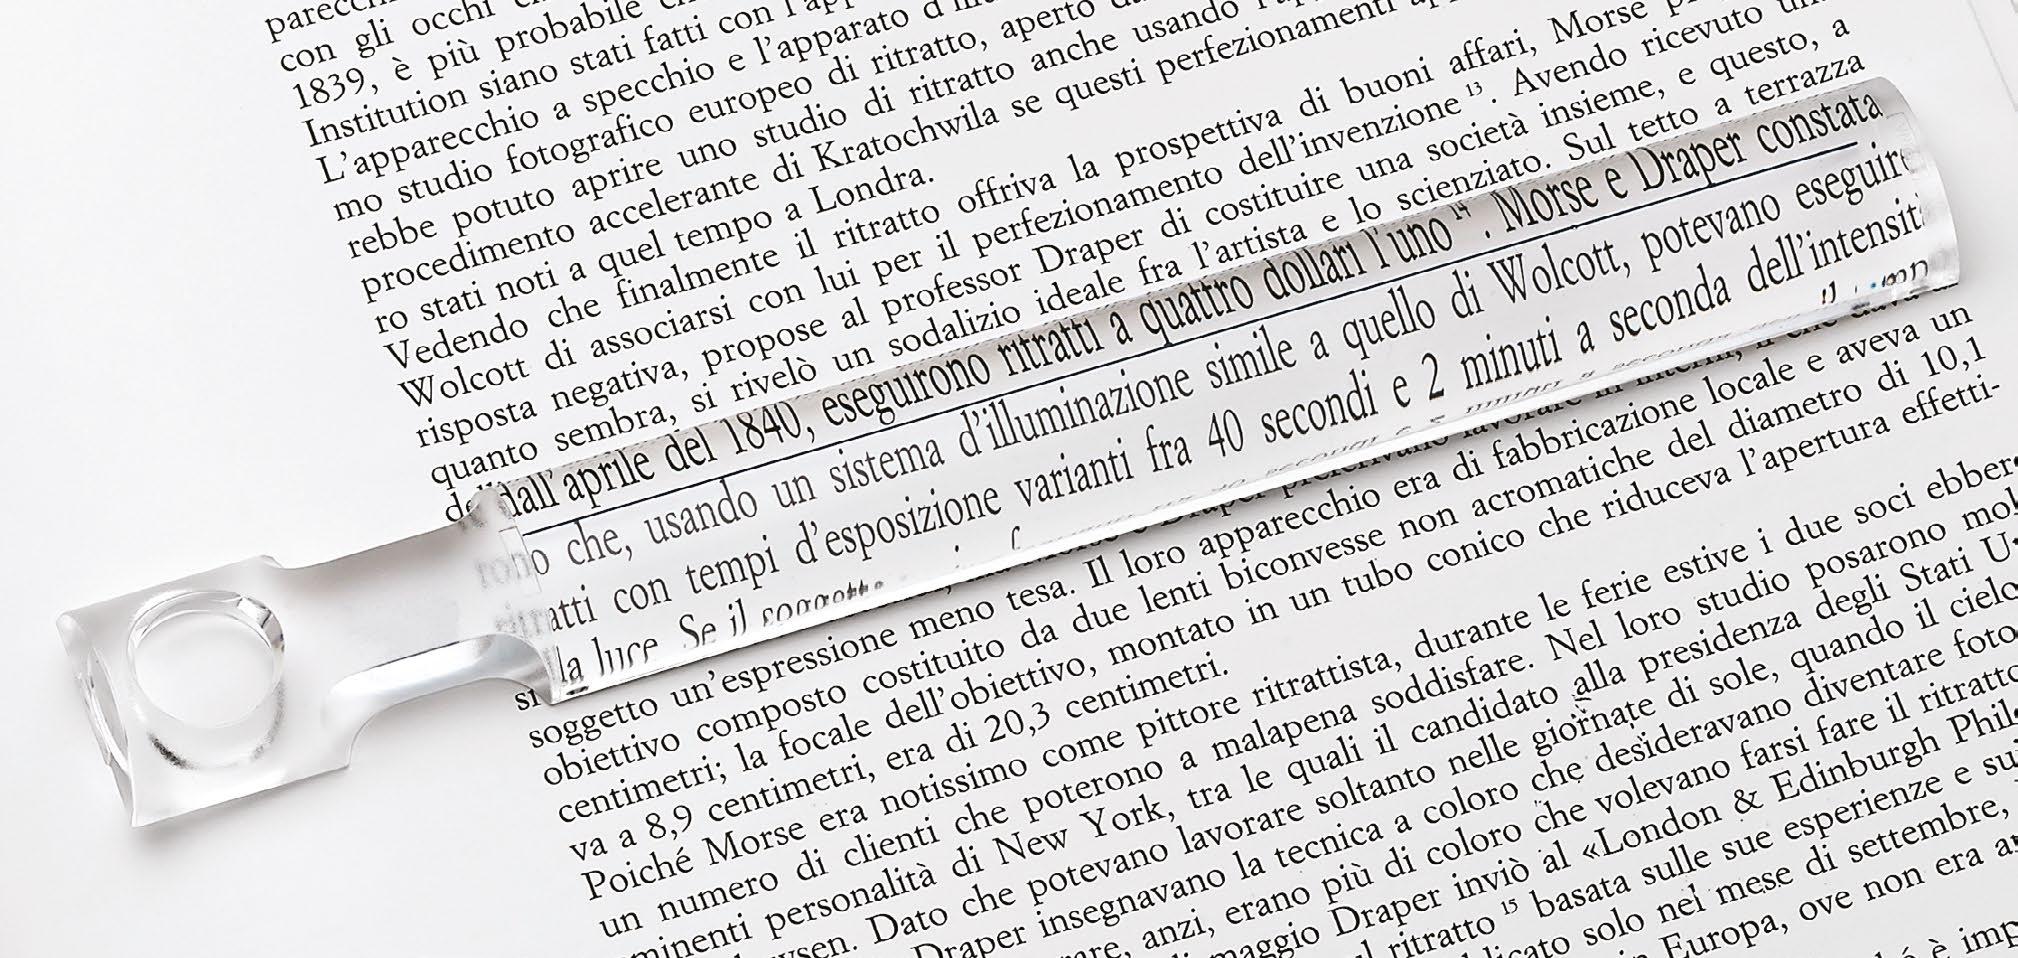 con gli occhi
1839, è più probabile
Institution siano stati fatti con
L'apparecchio a specchio e l'apparato
mo studio fotografico europeo di ritratto, aperto
rebbe potuto aprire uno studio di ritratto anche usando
procedimento accelerante di Kratochwila se questi perfezionamenti
ro stati noti a quel tempo a Londra.
Vedendo che finalmente il ritratto offriva la prospettiva di buoni affari, Morse
Wolcott di associarsi con lui per il perfezionamento dell'invenzione 13. Avendo ricevuto
risposta negativa, propose al professor Draper di costituire una società insieme, e questo, a
quanto sembra, si rivelò un sodalizio ideale fra l'artista e lo scienziato. Sul tetto a terrazza
dall'aprile del 1840, eseguirono ritratti a quattro dollari l'uno 14. Morse e Draper constata
rono che, usando un sistema d'illuminazione simile a quello di Wolcott, potevano eseguire
ritratti con tempi d'esposizione varianti fra 40 secondi e 2 minuti a seconda dell'intensit
la luce. Se il
soggetto un'espressione meno tesa. Il loro apparecchio era di fabbricazione locale e aveva un
obiettivo composto costituito da due lenti biconvesse non acromatiche del diametro di 10,1
centimetri; la focale dell'obiettivo, montato in un tubo conico che riduceva l'apertura effetti-
va a 8,9 centimetri, era di 20,3 centimetri.
Poiché Morse era notissimo come pittore ritrattista, durante le ferie estive i due soci ebber
un numero di clienti che poterono a malapena soddisfare. Nel loro studio posarono mol
minenti personalità di New York, tra le quali il candidato alla presidenza degli Stati
Dato che potevano lavorare soltanto nelle giornate di sole, quando il cielo
Draper insegnavano la tecnica a coloro che desideravano diventare foto
anzi, erano più di coloro che volevano farsi fare il ritratto
maggio Draper inviò al «London & Edinburgh Phil
ritratto 15 basata sulle sue esperienze e
solo nel mese di settembre,
Europa, ove non era
è